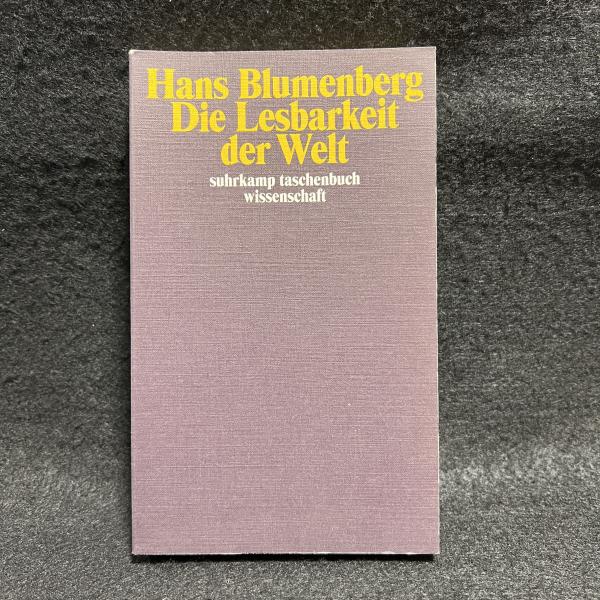 Hans Blumenberg
Die Lesbarkeit
der Welt
suhrkamp taschenbuch
wissenschaft